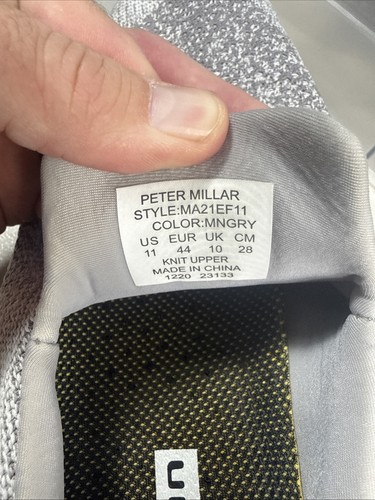 PETER MILLAR
STYLE:MA21EF11
COLOR:MNGRY
US EUR UK CM
11 44 10 28
KNIT UPPER
MADE IN CHINA
1220 23133